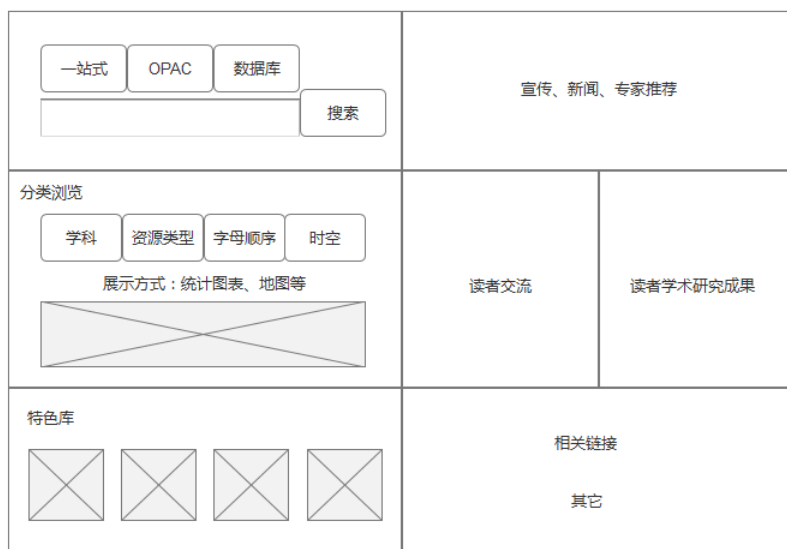 一站式 OPAC 数据库
搜索
宣传、新闻、专家推荐
分类浏览
学科 资源类型 字母顺序 时空
展示方式：统计图表、地图等
读者交流
读者学术研究成果
特色库
相关链接
其它